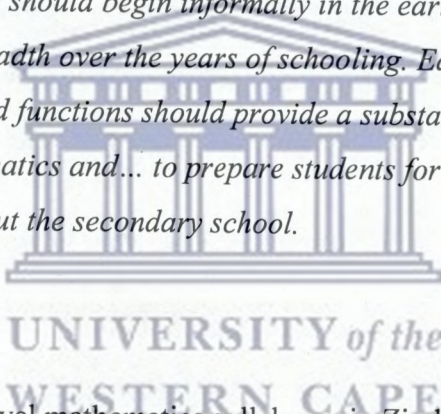 should begin informally in the ear
adth over the years of schooling. Ea
d functions should provide a substa
atics and... to prepare students for
ut the secondary school.
UNIVERSITY of the
WESTERN CAPE